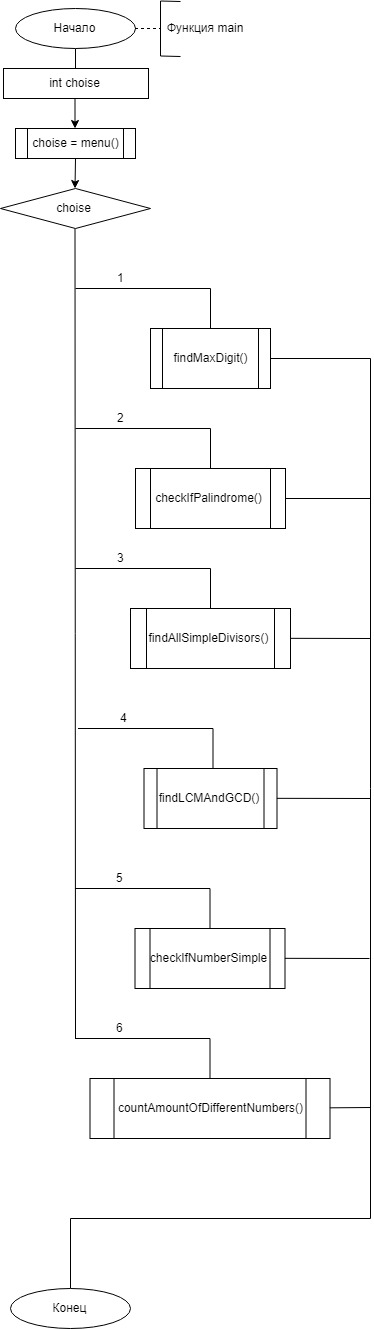 Начало
Функция main
int choise
choise = menu()
choise
1
findMaxDigit()
2
checkIfPalindrome()
3
findAllSimpleDivisors()
4
findLCMAndGCD()
5
checkIfNumberSimple
6
countAmountOfDifferentNumbers()
Конец